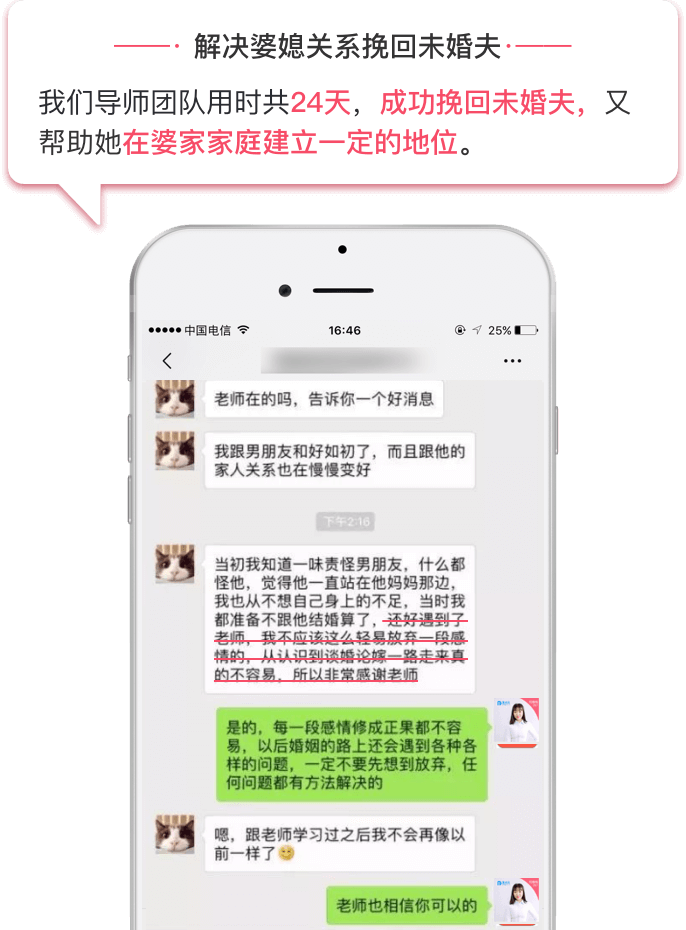 解决婆媳关系挽回未婚夫
我们导师团队用时共24天，成功挽回未婚夫，又
帮助她在婆家家庭建立一定的地位。
中国电信
16:46
25%
老师在的吗，告诉你一个好消息
我跟男朋友和好如初了，而且跟他的
家人关系也在慢慢变好
下午2:16
当初我知道一味责怪男朋友，什么都
怪他，觉得他一直站在他妈妈那边，
我也从不想自己身上的不足，当时我
都准备不跟他结婚算了，还好遇到了
老师，我不应该这么轻易放弃一段感
情的，从认识到谈婚论嫁一路走来真
的不容易，所以非常感谢老师
是的，每一段感情修成正果都不容
易，以后婚姻的路上还会遇到各种各
样的问题，一定不要先想到放弃，任
何问题都有方法解决的
嗯，跟老师学习过之后我不会再像以
前一样了😊
老师也相信你可以的